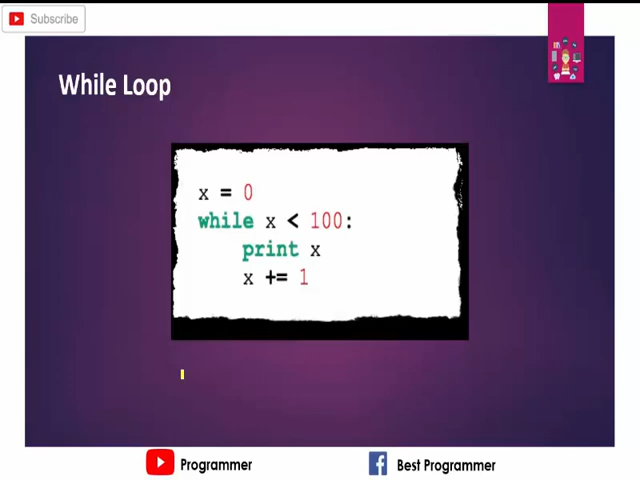 Subscribe
While Loop
x = 0
while x < 100:
    print x
    x += 1
Programmer
Best Programmer